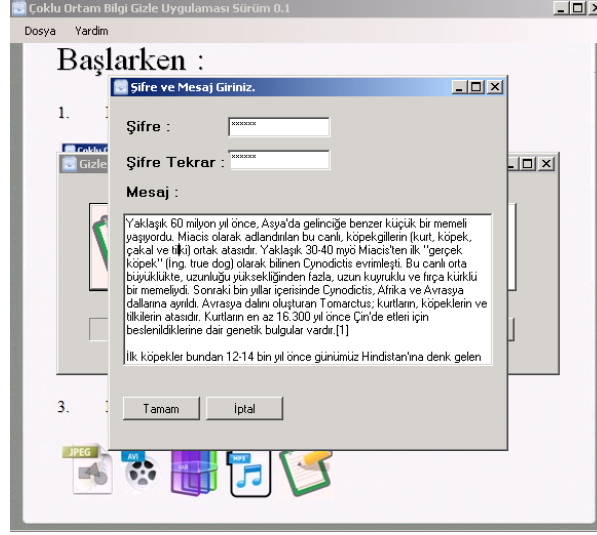 Çoklu Ortam Bilgi Gizle Uygulaması Sürüm 0.1
Dosya Yardim
Başlarken :
Şifre ve Mesaj Giriniz.
1.
Şifre : ******
Gizle
Şifre Tekrar : ******
Mesaj :
Yaklaşık 60 milyon yıl önce, Asya'da gelinciğe benzer küçük bir memeli
yaşıyordu. Miacis olarak adlandırılan bu canlı, köpekgillerin (kurt, köpek,
çakal ve tilki) ortak atasıdır. Yaklaşık 30-40 myö Miacis'ten ilk "gerçek
köpek" (İng. true dog) olarak bilinen Cynodictis evrimleşti. Bu canlı orta
büyüklükte, uzunluğu yüksekliğinden fazla, uzun kuyruklu ve fırça kürklü
bir memeliydi. Sonraki bin yıllar içerisinde Cynodictis, Afrika ve Avrasya
dallarına ayrıldı. Avrasya dalını oluşturan Tomarctus; kurtların, köpeklerin ve
tilkilerin atasıdır. Kurtların en az 16.300 yıl önce Çin'de etleri için
beslenildiklerine dair genetik bulgular vardır.[1]
İlk köpekler bundan 12-14 bin yıl önce günümüz Hindistan'ına denk gelen
Tamam İptal
3.
JPEG AVI RAR MP3